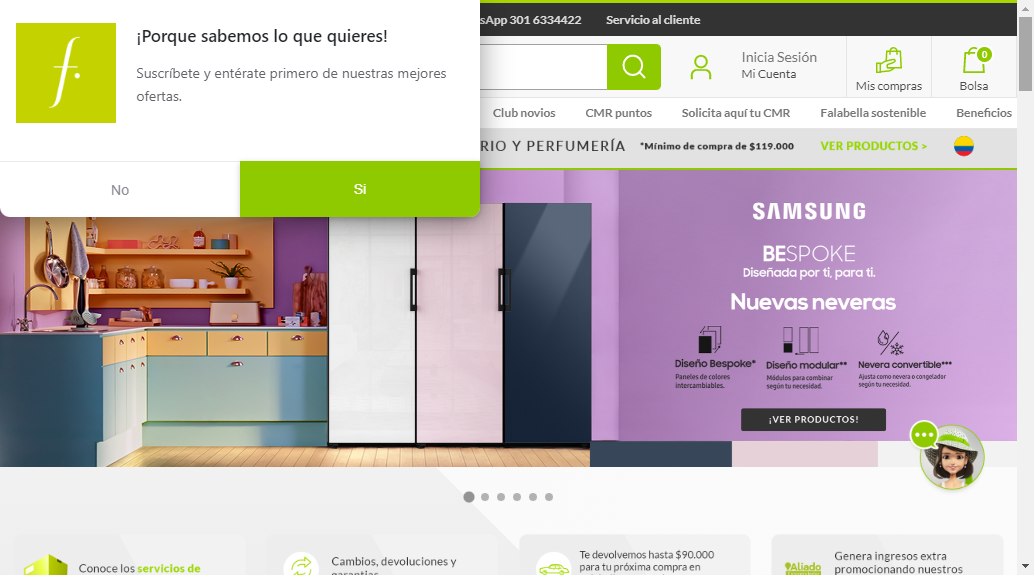 ¡Porque sabemos lo que quieres!
Suscríbete y entérate primero de nuestras mejores
ofertas.
No
Si
sApp 301 6334422
Servicio al cliente
Inicia Sesión
Mi Cuenta
Mis compras
0
Bolsa
Club novios
CMR puntos
Solicita aquí tu CMR
Falabella sostenible
Beneficios
RIO Y PERFUMERÍA
*Mínimo de compra de $119.000
VER PRODUCTOS >
SAMSUNG
BESPOKE
Diseñada por ti, para ti.
Nuevas neveras
Diseño Bespoke*
Paneles de colores
intercambiables.
Diseño modular**
Módulos para combinar
según tu necesidad.
Nevera convertible***
Ajusta como nevera o congelador
según tu necesidad.
¡VER PRODUCTOS!
Conoce los servicios de
Cambios, devoluciones y
garantías
Te devolvemos hasta $90.000
para tu próxima compra en
Aliado
Genera ingresos extra
promocionando nuestros